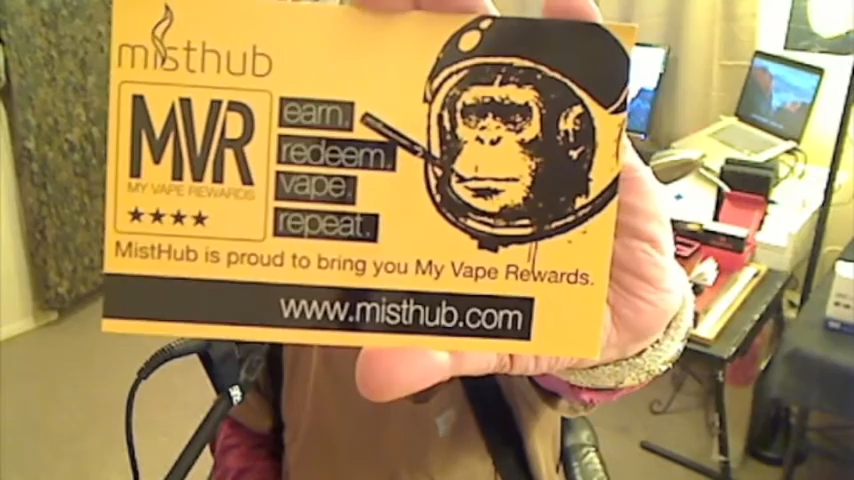 misthub
MVR
MY VAPE REWARDS
earn.
redeem.
vape.
repeat.
MistHub is proud to bring you My Vape Rewards.
www.misthub.com